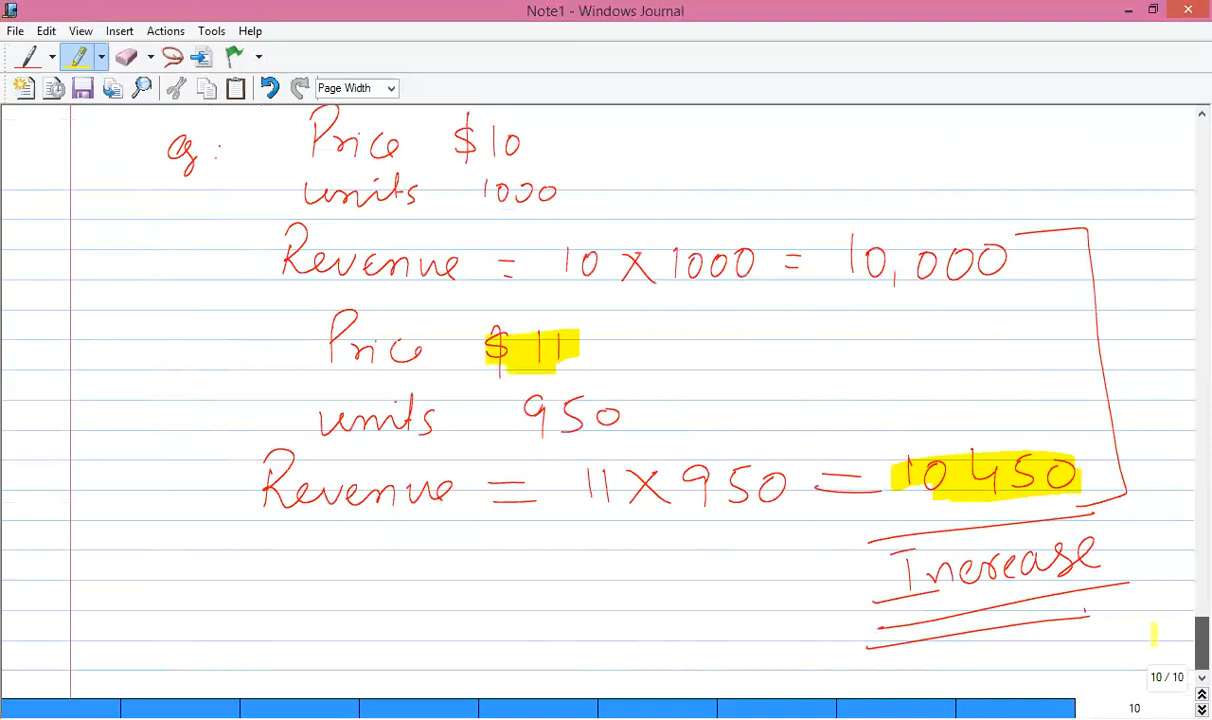 Note1 - Windows Journal
File Edit View Insert Actions Tools Help
Page Width
eg: Price $10
units 1000
Revenue = 10 X 1000 = 10,000
Price $11
units 950
Revenue = 11 X 950 = 10450
Increase
10 / 10
10